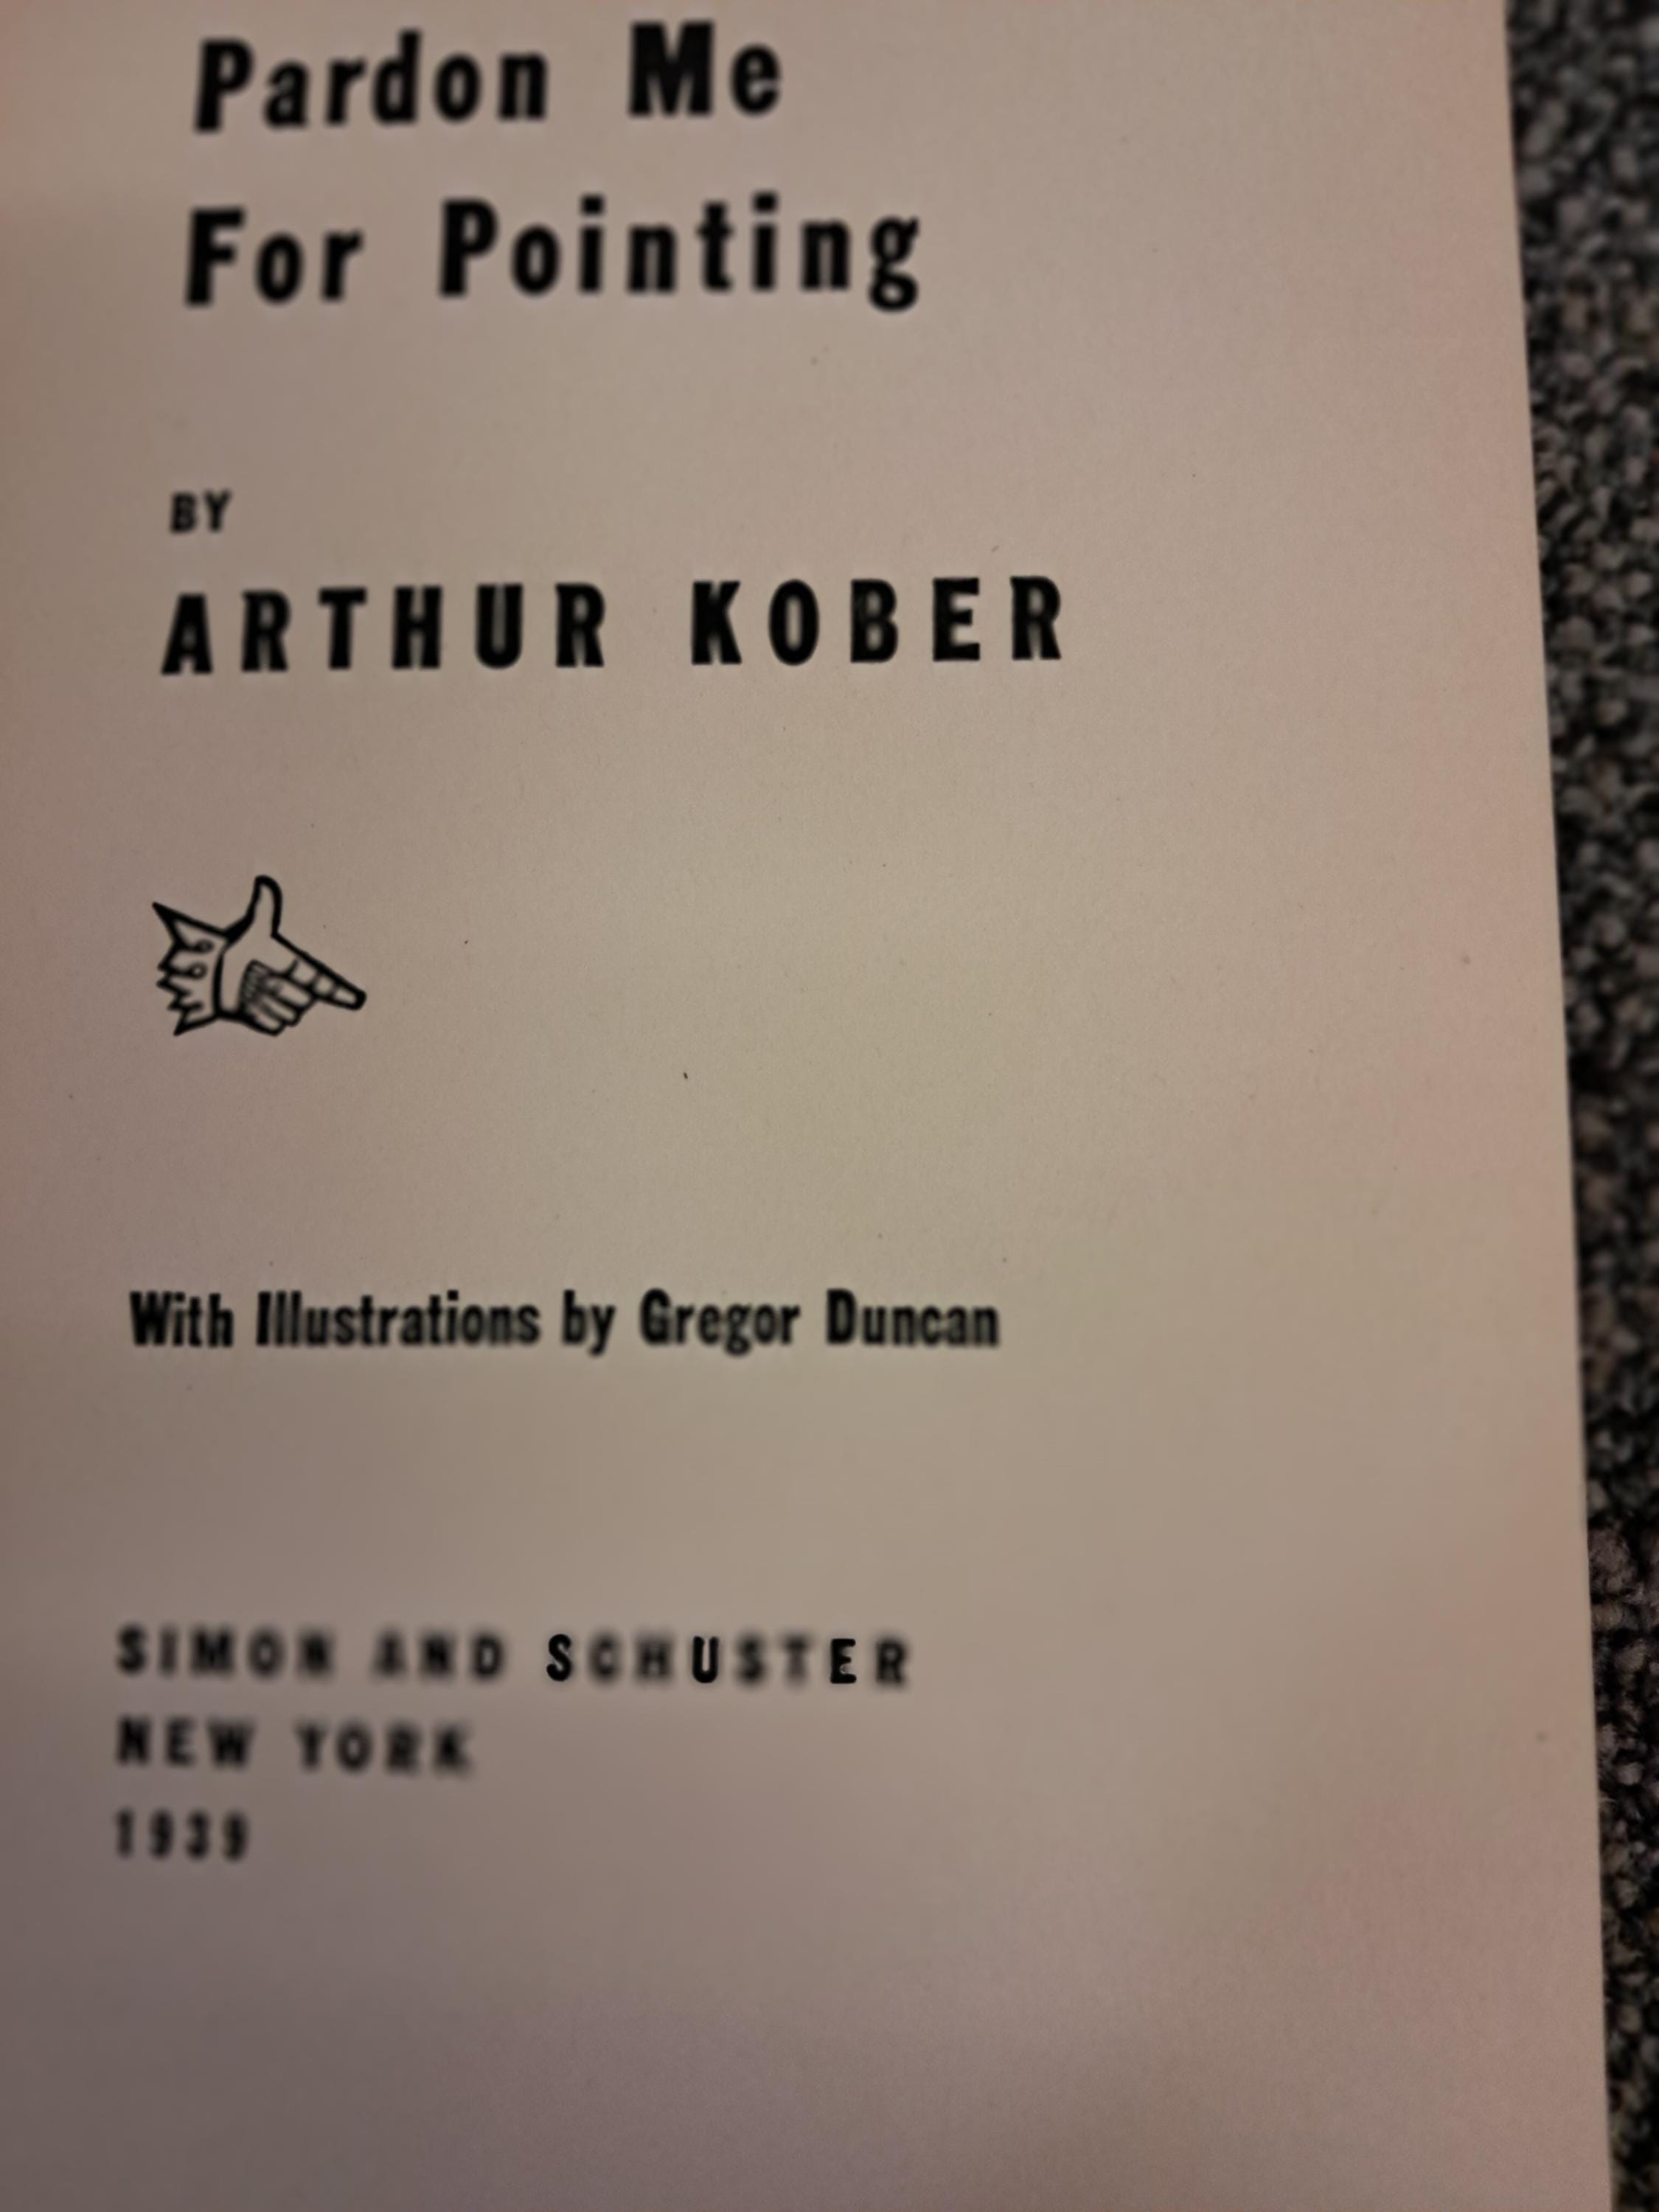 Pardon Me
For Pointing
BY
ARTHUR KOBER
With Illustrations by Gregor Duncan
SIMON AND SCHUSTER
NEW YORK
1939